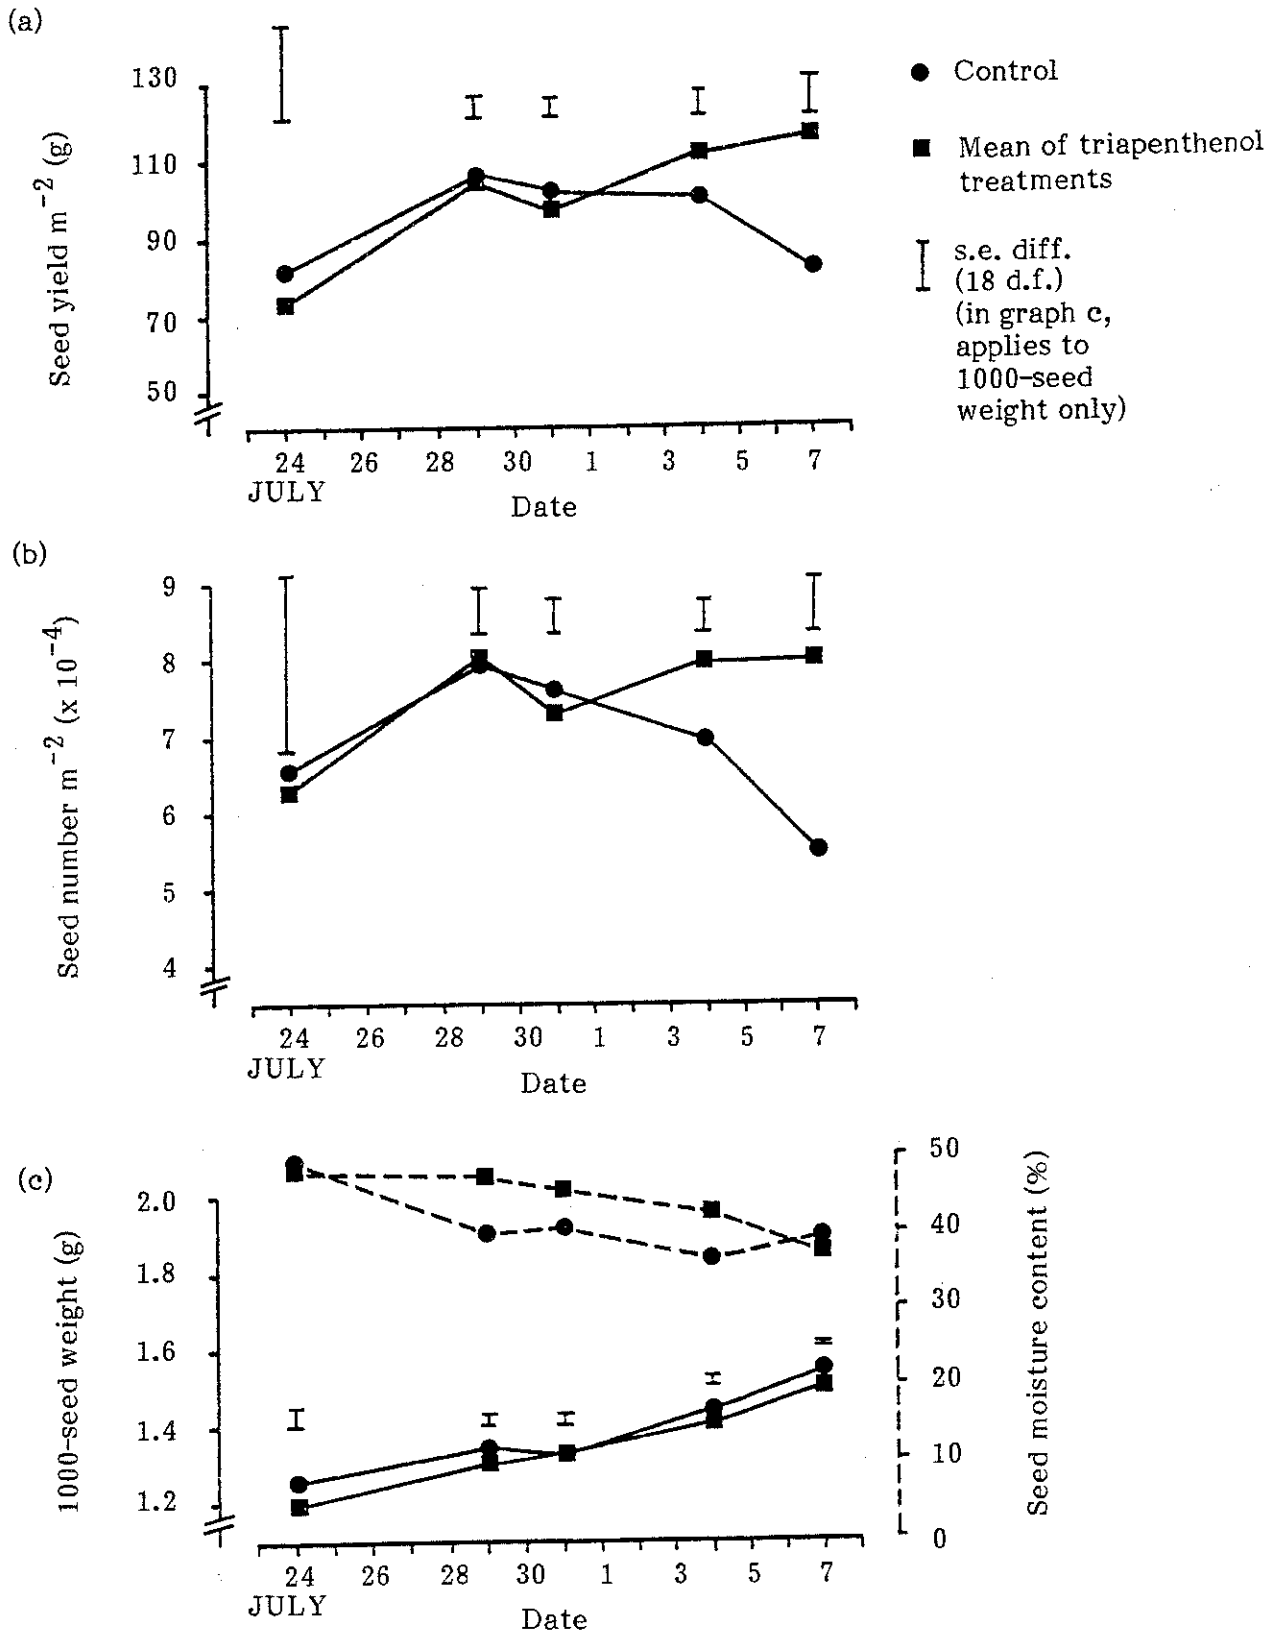 (a)
Seed yield m⁻² (g)
130
110
90
70
50
24 26 28 30 1 3 5 7
JULY
Date
Control
Mean of triapenthenol
treatments
s.e. diff.
(18 d.f.)
(in graph c,
applies to
1000-seed
weight only)
(b)
Seed number m⁻² (x 10⁻⁴)
9
8
7
6
5
4
24 26 28 30 1 3 5 7
JULY
Date
(c)
1000-seed weight (g)
2.0
1.8
1.6
1.4
1.2
24 26 28 30 1 3 5 7
JULY
Date
50
40
30
20
10
0
Seed moisture content (%)